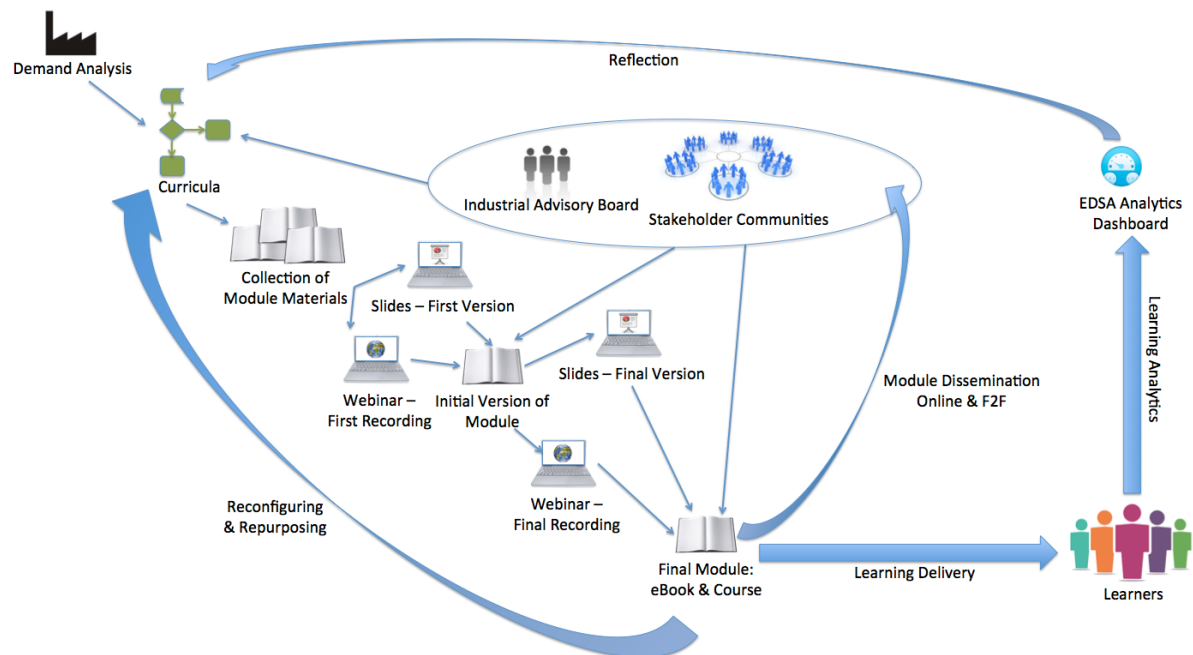 Demand Analysis
Reflection
Curricula
Industrial Advisory Board
Stakeholder Communities
EDSA Analytics
Dashboard
Collection of
Module Materials
Slides – First Version
Webinar –
First Recording
Initial Version of
Module
Slides – Final Version
Webinar –
Final Recording
Module Dissemination
Online & F2F
Learning Analytics
Reconfiguring
& Repurposing
Final Module:
eBook & Course
Learning Delivery
Learners